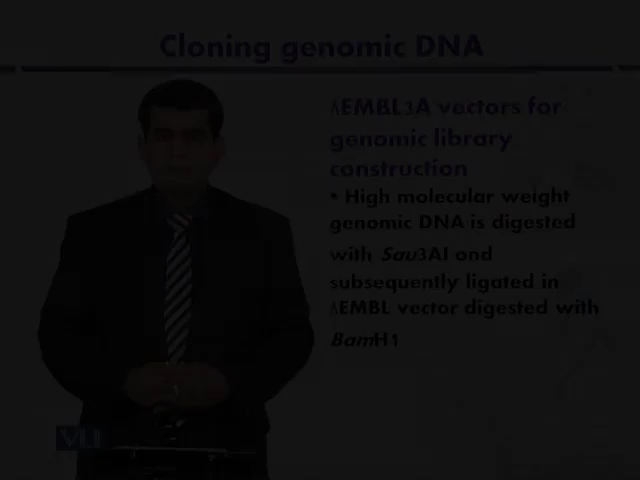 Cloning genomic DNA
λEMBL3A vectors for
genomic library
construction
• High molecular weight
genomic DNA is digested
with Sau3AI and
subsequently ligated in
λEMBL vector digested with
BamH1
VU